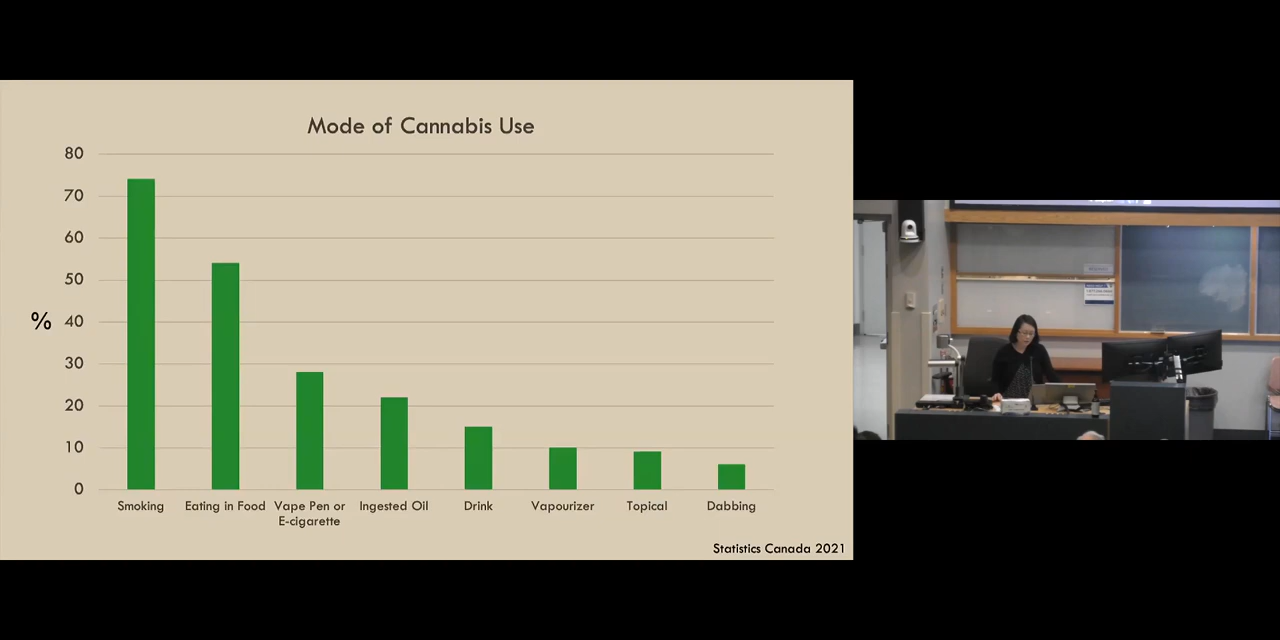 Mode of Cannabis Use
80
70
60
50
%
40
30
20
10
0
Smoking
Eating in Food
Vape Pen or
E-cigarette
Ingested Oil
Drink
Vapourizer
Topical
Dabbing
Statistics Canada 2021